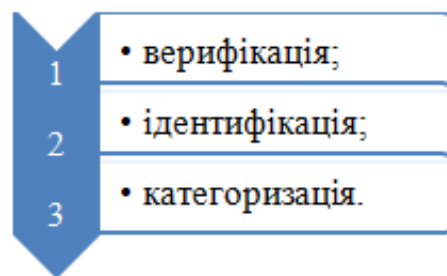 1
• верифікація;
2
• ідентифікація;
3
• категоризація.